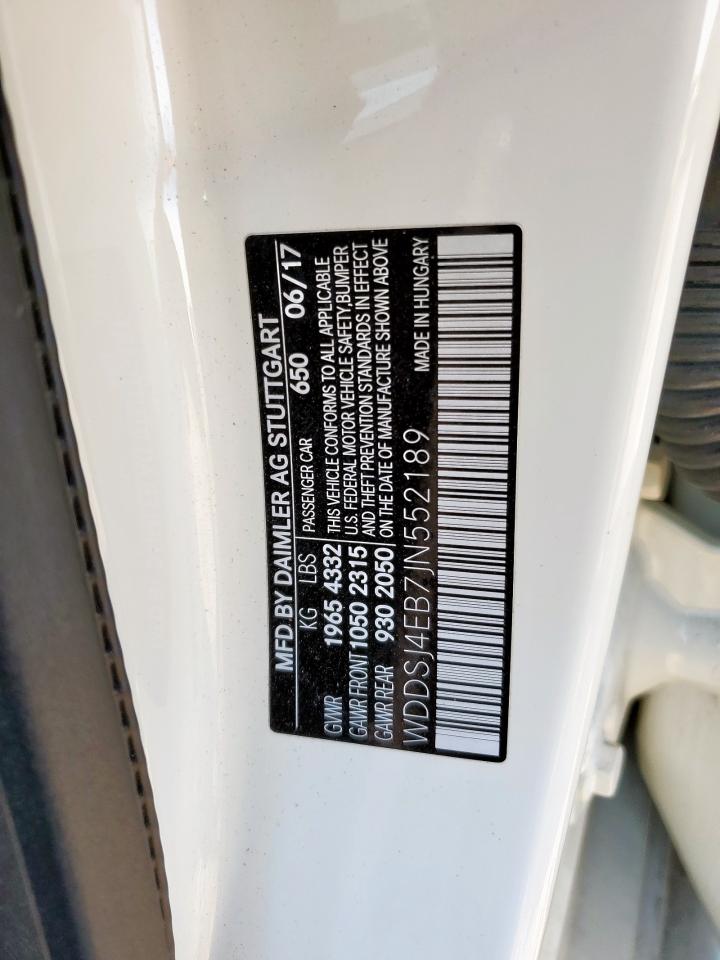 MFD.BY DAIMLER AG STUTTGART
KG LBS PASSENGER CAR 650 06/17
GVWR 1965 4332 THIS VEHICLE CONFORMS TO ALL APPLICABLE
GAWR FRONT 1050 2315 U.S. FEDERAL MOTOR VEHICLE SAFETY,BUMPER
AND THEFT PREVENTION STANDARDS IN EFFECT
GAWR REAR 930 2050 ON THE DATE OF MANUFACTURE SHOWN ABOVE
WDDSJ4EB7JN552189 MADE IN HUNGARY